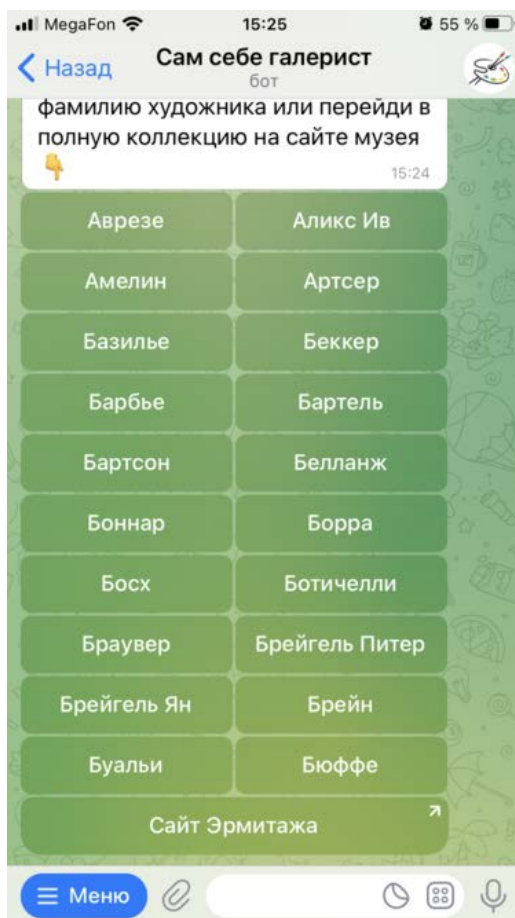 MegaFon 15:25 55 %
Назад Сам себе галерист
бот
фамилию художника или перейди в
полную коллекцию на сайте музея
15:24
Аврезе Аликс Ив
Амелин Артсер
Базилье Беккер
Барбье Бартель
Бартсон Белланж
Боннар Борра
Босх Ботичелли
Браувер Брейгель Питер
Брейгель Ян Брейн
Буальи Бюффе
Сайт Эрмитажа
Меню